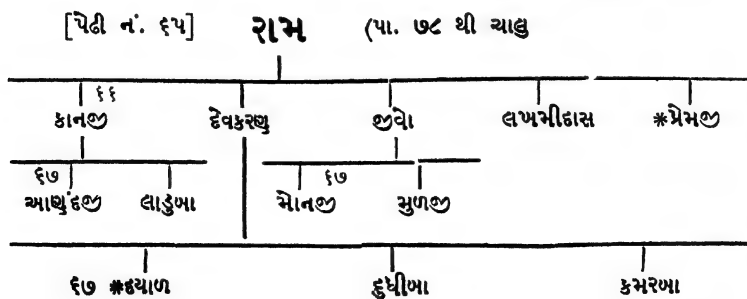 [પેઢી નં. ૬૫] રામ (પા. ૭૮ થી ચાલુ
૬૬
કાનજી દેવકરણ જીવો લખમીદાસ *પ્રેમજી
૬૭ ૬૭
આણંદજી લાડુબા મોનજી મુળજી
૬૭ *દયાળ દુધીબા કમરબા